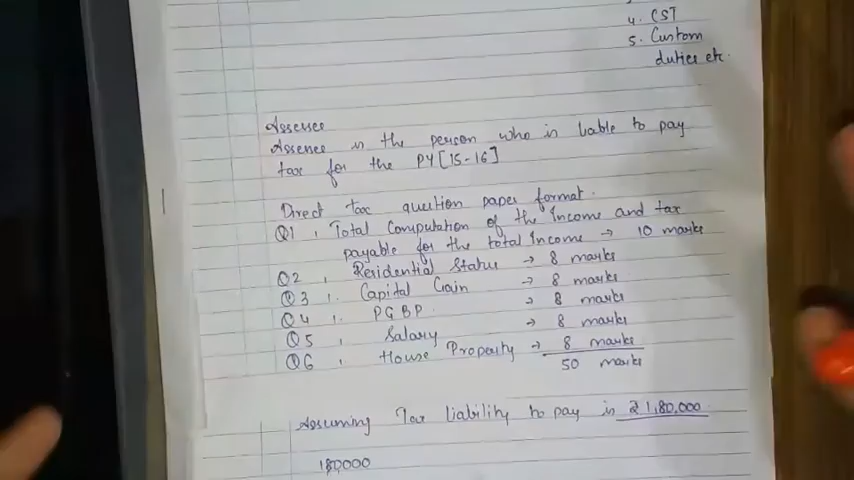 4. CST
5. Custom
duties etc.
Assessee
Assessee is the person who is liable to pay
tax for the PY [15-16]
Direct tax question paper format.
Q1, Total Computation of the Income and tax
payable for the total Income → 10 marks
Q2, Residential Status → 8 marks
Q3 1. Capital Gain → 8 marks
Q4 1. PGBP. → 8 marks
Q5, Salary → 8 marks
Q6, House Property → 8 marks
50 marks
Assuming Tax liability to pay is ₹1,80,000.
180000